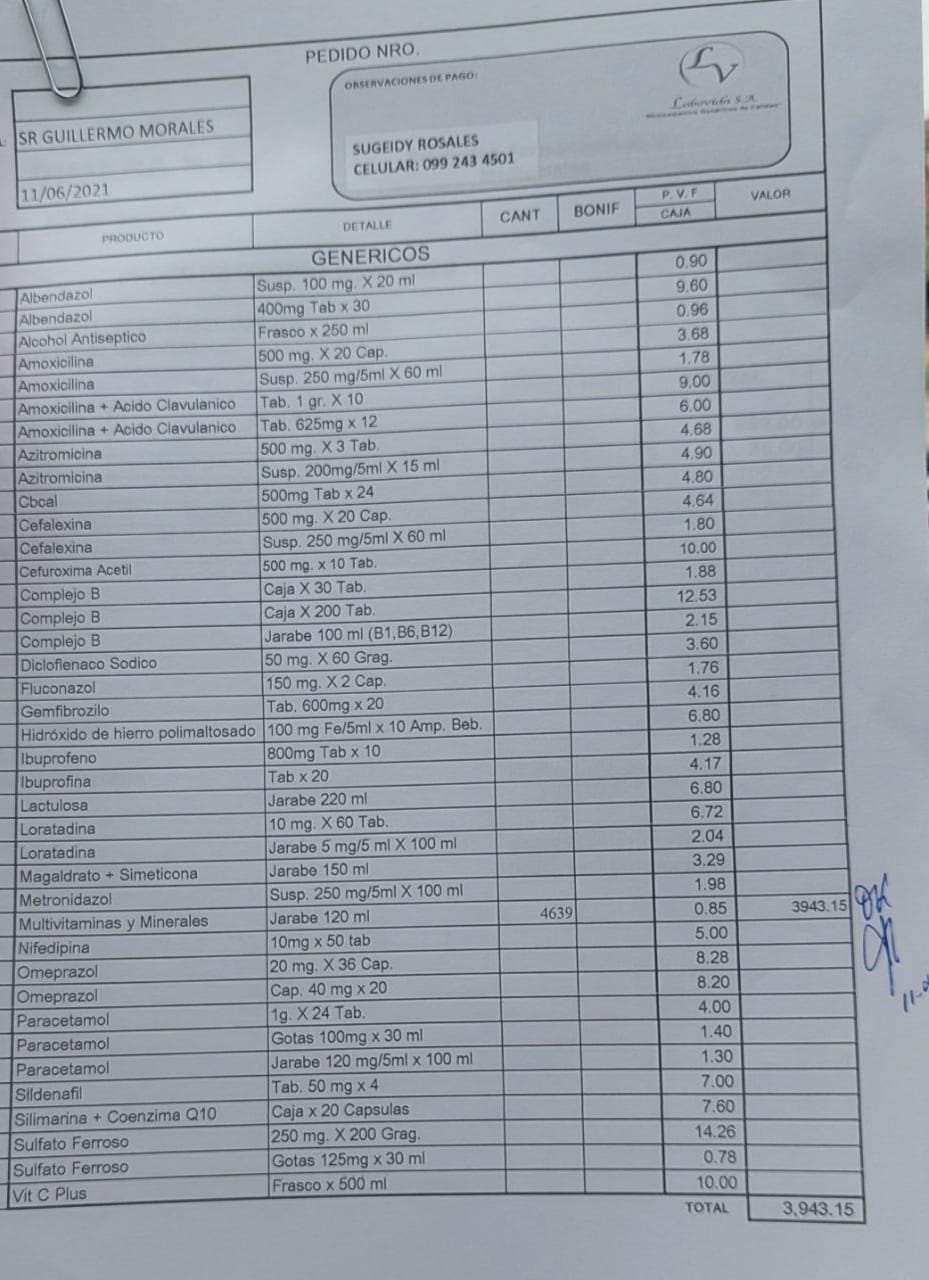 PEDIDO NRO.
SR GUILLERMO MORALES
11/06/2021
OBSERVACIONES DE PAGO:
LV
Labovida S.A.
SUGEIDY ROSALES
CELULAR: 099 243 4501
PRODUCTO DETALLE CANT BONIF P.V.F CAJA VALOR
GENERICOS
Albendazol Susp. 100 mg. X 20 ml 0.90
Albendazol 400mg Tab x 30 9.60
Alcohol Antiseptico Frasco x 250 ml 0.96
Amoxicilina 500 mg. X 20 Cap. 3.68
Amoxicilina Susp. 250 mg/5ml X 60 ml 1.78
Amoxicilina + Acido Clavulanico Tab. 1 gr. X 10 9.00
Amoxicilina + Acido Clavulanico Tab. 625mg x 12 6.00
Azitromicina 500 mg. X 3 Tab. 4.68
Azitromicina Susp. 200mg/5ml X 15 ml 4.90
Cbcal 500mg Tab x 24 4.80
Cefalexina 500 mg. X 20 Cap. 4.64
Cefalexina Susp. 250 mg/5ml X 60 ml 1.80
Cefuroxima Acetil 500 mg. x 10 Tab. 10.00
Complejo B Caja X 30 Tab. 1.88
Complejo B Caja X 200 Tab. 12.53
Complejo B Jarabe 100 ml (B1,B6,B12) 2.15
Diclofenaco Sodico 50 mg. X 60 Grag. 3.60
Fluconazol 150 mg. X 2 Cap. 1.76
Gemfibrozilo Tab. 600mg x 20 4.16
Hidróxido de hierro polimaltosado 100 mg Fe/5ml x 10 Amp. Beb. 6.80
Ibuprofeno 800mg Tab x 10 1.28
Ibuprofina Tab x 20 4.17
Lactulosa Jarabe 220 ml 6.80
Loratadina 10 mg. X 60 Tab. 6.72
Loratadina Jarabe 5 mg/5 ml X 100 ml 2.04
Magaldrato + Simeticona Jarabe 150 ml 3.29
Metronidazol Susp. 250 mg/5ml X 100 ml 1.98
Multivitaminas y Minerales Jarabe 120 ml 4639 0.85 3943.15 OK
Nifedipina 10mg x 50 tab 5.00
Omeprazol 20 mg. X 36 Cap. 8.28
Omeprazol Cap. 40 mg x 20 8.20
Paracetamol 1g. X 24 Tab. 4.00
Paracetamol Gotas 100mg x 30 ml 1.40
Paracetamol Jarabe 120 mg/5ml x 100 ml 1.30
Sildenafil Tab. 50 mg x 4 7.00
Silimarina + Coenzima Q10 Caja x 20 Capsulas 7.60
Sulfato Ferroso 250 mg. X 200 Grag. 14.26
Sulfato Ferroso Gotas 125mg x 30 ml 0.78
Vit C Plus Frasco x 500 ml 10.00
TOTAL 3,943.15